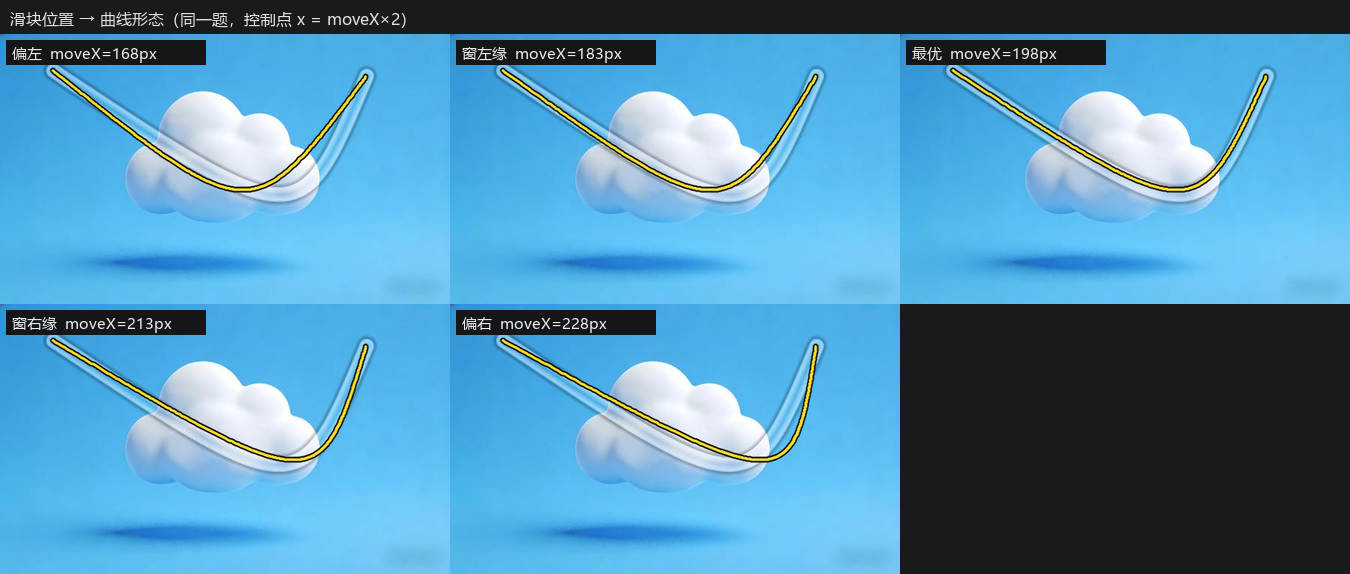 滑块位置 → 曲线形态（同一题，控制点 x = moveX×2）
偏左  moveX=168px
窗左缘  moveX=183px
最优  moveX=198px
窗右缘  moveX=213px
偏右  moveX=228px